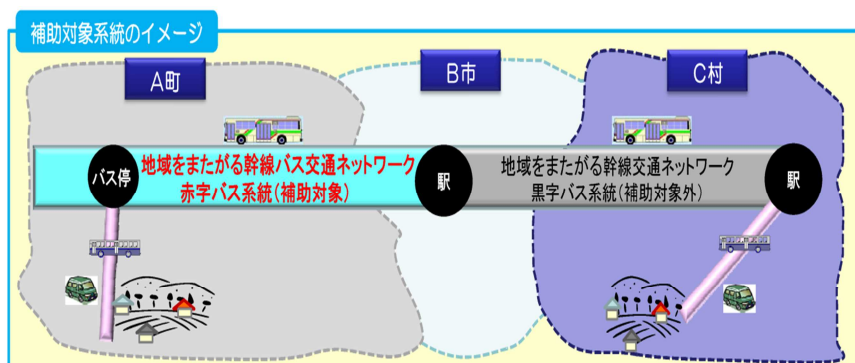 補助対象系統のイメージ
A町
B市
C村
バス停
地域をまたがる幹線バス交通ネットワーク
赤字バス系統(補助対象)
駅
地域をまたがる幹線交通ネットワーク
黒字バス系統(補助対象外)
駅